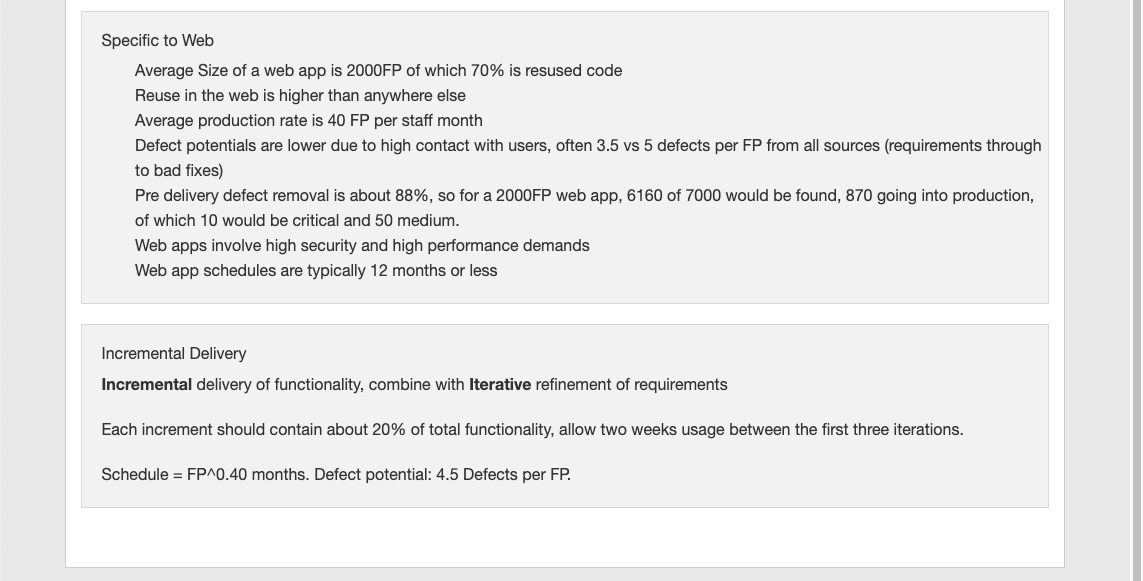 Specific to Web
Average Size of a web app is 2000FP of which 70% is resused code
Reuse in the web is higher than anywhere else
Average production rate is 40 FP per staff month
Defect potentials are lower due to high contact with users, often 3.5 vs 5 defects per FP from all sources (requirements through
to bad fixes)
Pre delivery defect removal is about 88%, so for a 2000FP web app, 6160 of 7000 would be found, 870 going into production,
of which 10 would be critical and 50 medium.
Web apps involve high security and high performance demands
Web app schedules are typically 12 months or less
Incremental Delivery
Incremental delivery of functionality, combine with Iterative refinement of requirements
Each increment should contain about 20% of total functionality, allow two weeks usage between the first three iterations.
Schedule = FP^0.40 months. Defect potential: 4.5 Defects per FP.